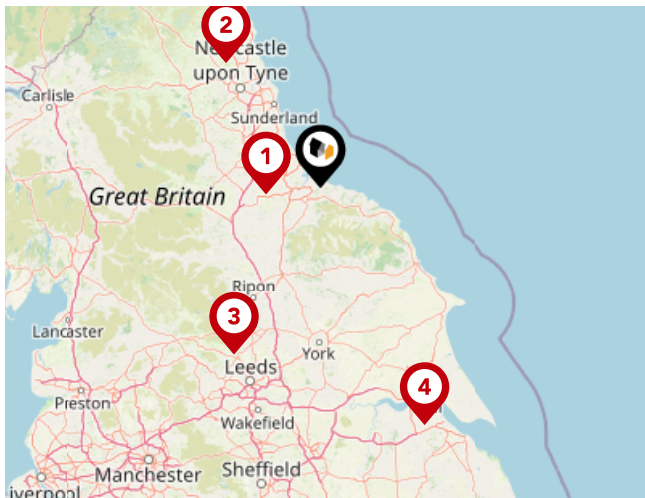 2
Newcastle
upon Tyne
Carlisle
Sunderland
1
Great Britain
Ripon
3
Lancaster
York
Leeds
4
Preston
Wakefield
Manchester
Sheffield
iverpool